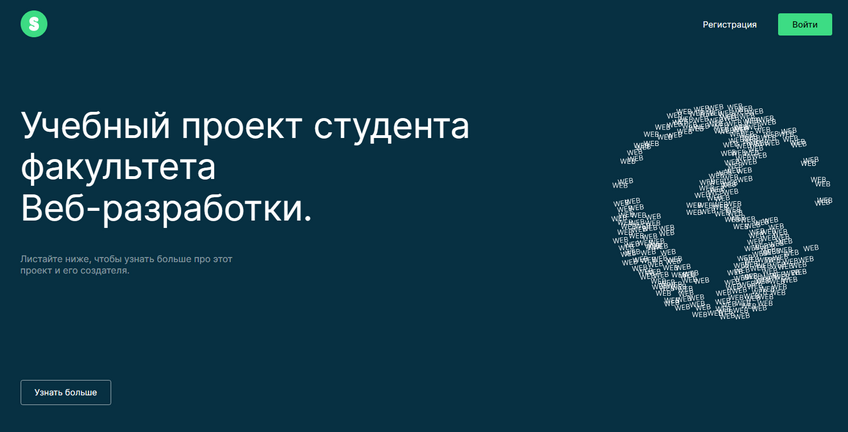 S
Регистрация
Войти
Учебный проект студента
факультета
Веб-разработки.
Листайте ниже, чтобы узнать больше про этот
проект и его создателя.
WEB
Узнать больше